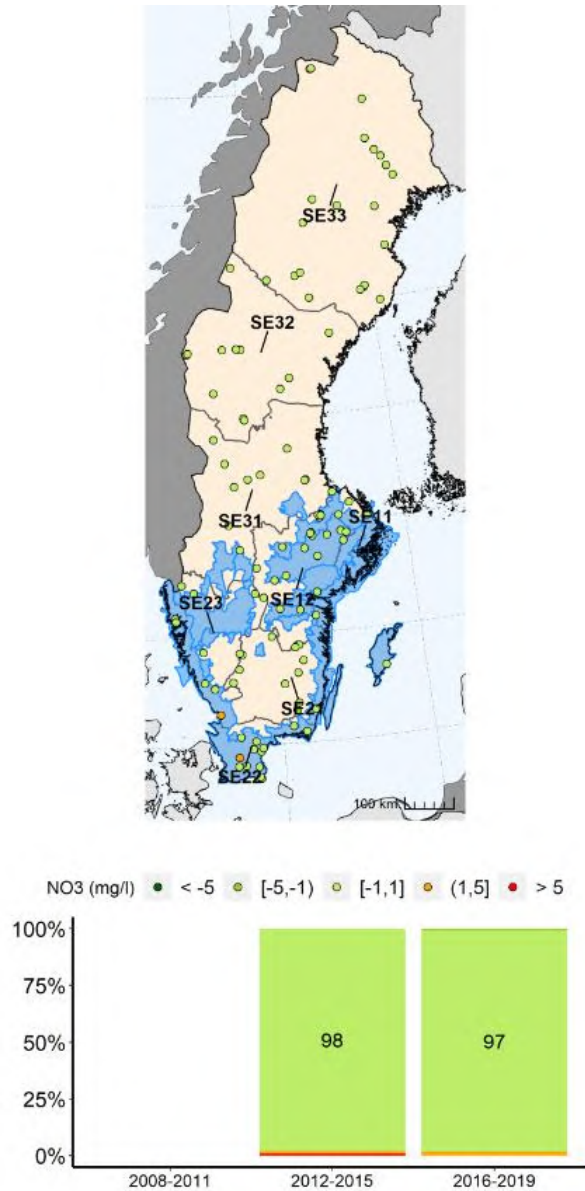 SE33
SE32
SE31
SE11
SE12
SE23
SE21
SE22
100 km
NO3 (mg/l) < -5 [-5,-1) [-1,1] (1,5] > 5
100%
75%
50%
25%
0%
98
97
2008-2011 2012-2015 2016-2019